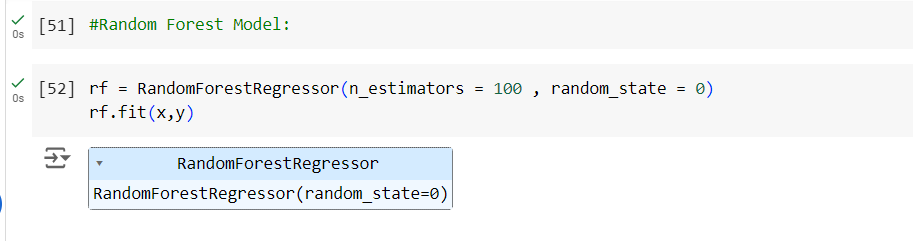 [51] #Random Forest Model:
0s
[52] rf = RandomForestRegressor(n_estimators = 100 , random_state = 0)
0s
rf.fit(x,y)
RandomForestRegressor
RandomForestRegressor(random_state=0)